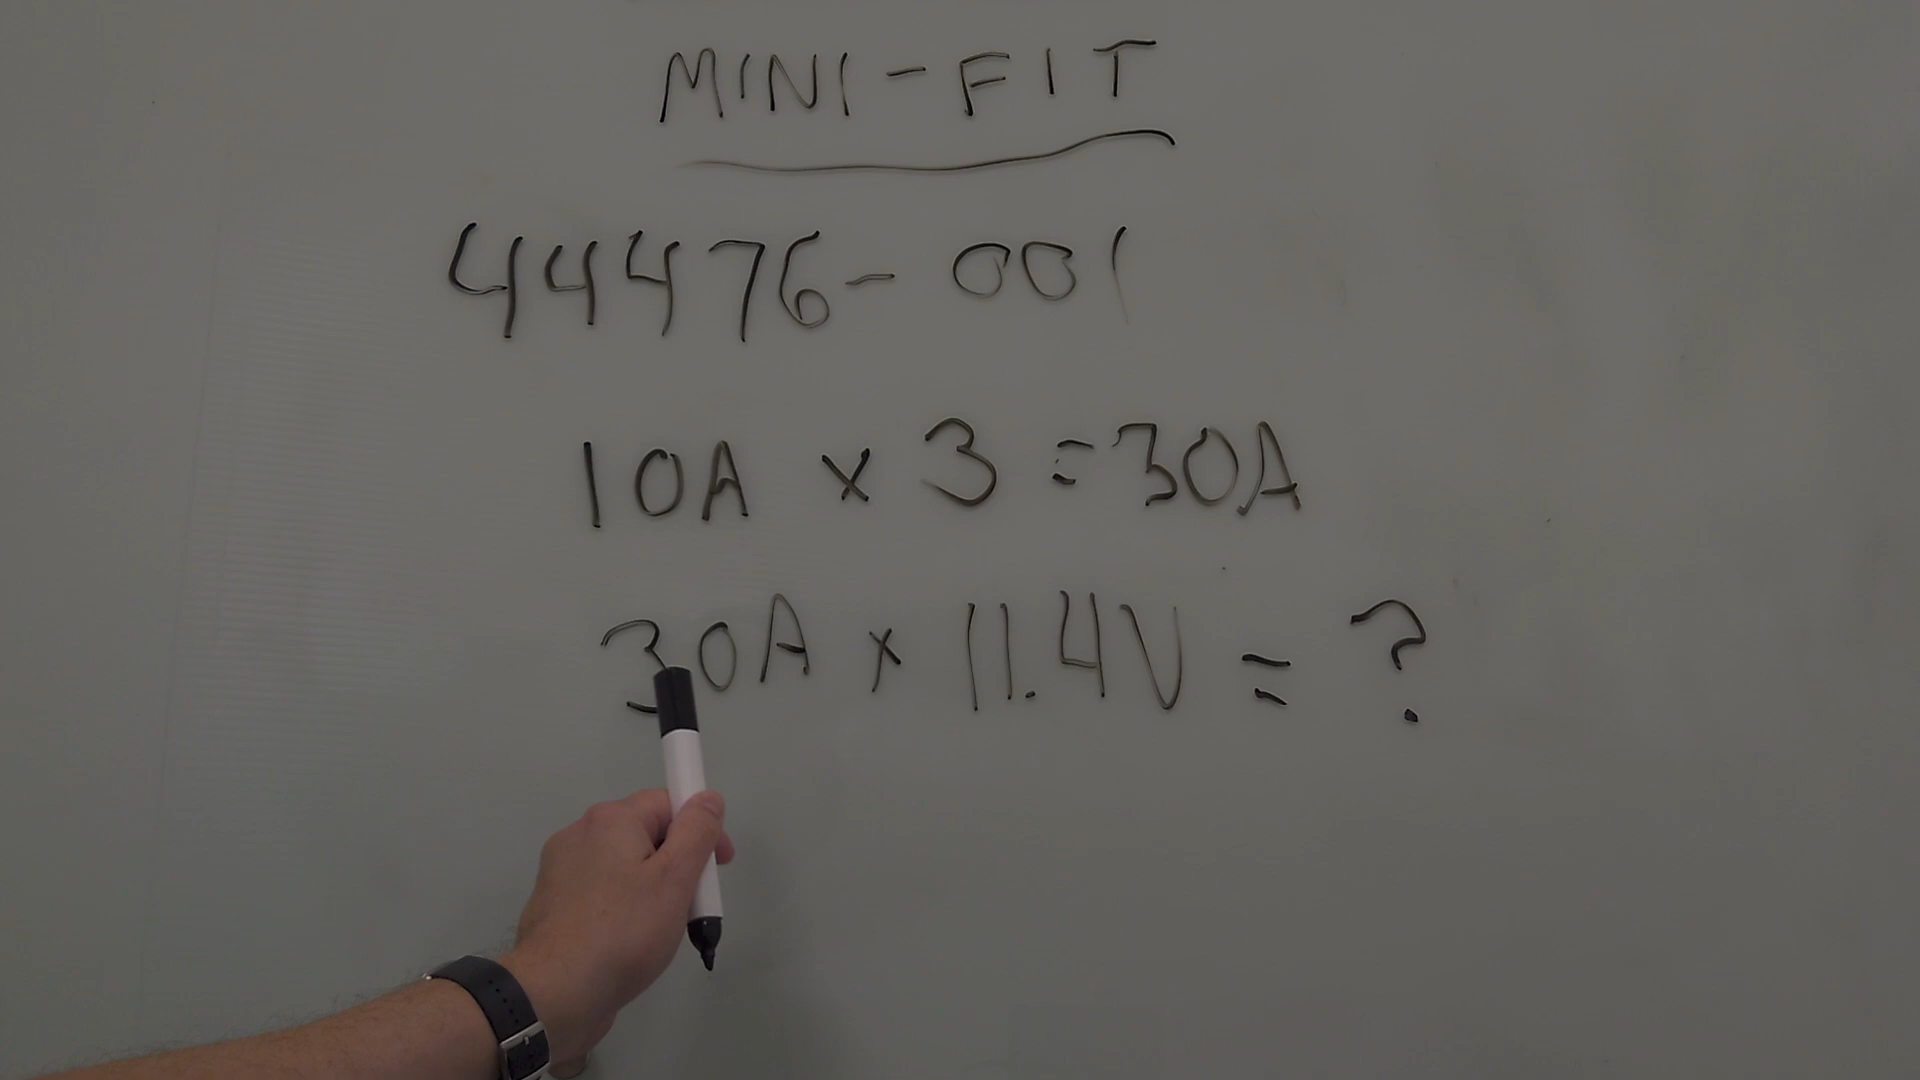 MINI-FIT
44476-001
10A x 3 = 30A
30A x 11.4V = ?